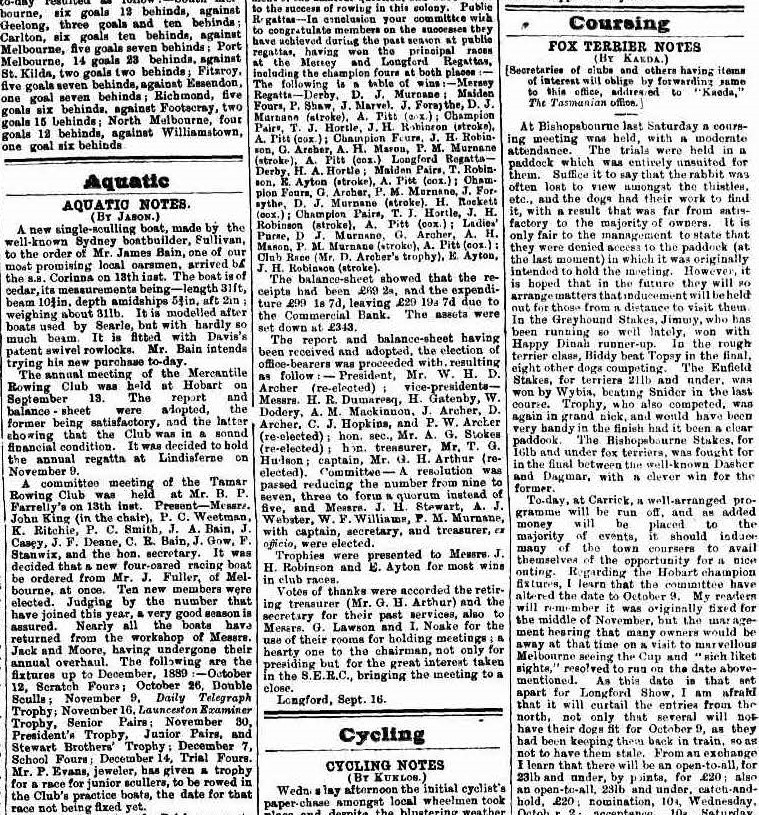 to-day resulted as follow:—South Mel-
bourne, six goals 12 behinds, against
Geelong, three goals and ten behinds;
Carlton, six goals ten behinds, against
Melbourne, five goals seven behinds; Port
Melbourne, 14 goals 23 behinds, against
St. Kilda, two goals two behinds; Fitzroy,
five goals seven behinds, against Essendon,
one goal seven behinds; Richmond, five
goals six behinds, against Footscray, two
goals 15 behinds; North Melbourne, four
goals 12 behinds, against Williamstown,
one goal six behinds
Aquatic
AQUATIC NOTES.
(BY JASON.)
A new single-sculling boat, made by the
well-known Sydney boatbuilder, Sullivan,
to the order of Mr. James Bain, one of our
most promising local oarsmen, arrived by
the s.s. Corinna on 13th inst. The boat is of
cedar, its measurements being—length 31ft,
beam 10¾in, depth amidships 5¾in, aft 2in;
weighing about 31lb. It is modelled after
boats used by Searle, but with hardly so
much beam. It is fitted with Davis's
patent swivel rowlocks. Mr. Bain intends
trying his new purchase to-day.
The annual meeting of the Mercantile
Rowing Club was held at Hobart on
September 13. The report and
balance-sheet were adopted, the
former being satisfactory, and the latter
showing that the Club was in a sound
financial condition. It was decided to hold
the annual regatta at Lindisferne on
November 9.
A committee meeting of the Tamar
Rowing Club was held at Mr. B. P.
Farrelly's on 13th inst. Present—Messrs.
John King (in the chair), P. C. Weetman,
K. Ritchie, P. C. Smith, J. A. Bain, J.
Casey, J. F. Deane, C. R. Bain, J. Gow, F.
Stanwix, and the hon. secretary. It was
decided that a new four-oared racing boat
be ordered from Mr. J. Fuller, of Mel-
bourne, at once. Ten new members were
elected. Judging by the number that
have joined this year, a very good season is
assured. Nearly all the boats have
returned from the workshop of Messrs.
Jack and Moore, having undergone their
annual overhaul. The following are the
fixtures up to December, 1889:—October
12, Scratch Fours; October 26, Double
Sculls; November 9, Daily Telegraph
Trophy; November 16, Launceston Examiner
Trophy, Senior Pairs; November 30,
President's Trophy, Junior Pairs, and
Stewart Brothers' Trophy; December 7,
School Fours; December 14, Trial Fours.
Mr. P. Evans, jeweler, has given a trophy
for a race for junior scullers, to be rowed in
the Club's practice boats, the date for that
race not being fixed yet.
to the success of rowing in this colony. Public
Regattas—In conclusion your committee wish
to congratulate members on the successes they
have achieved during the past season at public
regattas, having won the principal races
at the Mersey and Longford Regattas,
including the champion fours at both places:—
The following is a table of wins:—Mersey
Regatta—Derby, D. J. Murnane; Maiden
Fours, P. Shaw, J. Marvel. J. Forsythe, D. J.
Murnane (stroke), A. Pitt (cox.); Champion
Pairs, T. J. Hortle, J. H. Robinson (stroke),
A. Pitt (cox.); Champion Fours, J. H. Robin-
son, G. Archer, A. H. Mason, P. M. Murnane
(stroke), A. Pitt (cox.) Longford Regatta—
Derby, H. A. Hortle; Maiden Pairs, T. Robin-
son, E. Ayton (stroke), A. Pitt (cox.); Cham-
pion Fours, G. Archer, P. M. Murnane, J. For-
sythe, D. J. Murnane (stroke). H. Rockett
(cox.); Champion Pairs, T. J. Hortle, J. H.
Robinson (stroke), A. Pitt (cox.); Ladies'
Purse, D J. Murnane, G. Archer, A. H.
Mason, P. M. Murnane (stroke), A. Pitt (cox.);
Club Race (Mr. D. Archer's trophy), E. Ayton,
J. H. Robinson (stroke).
The balance-sheet showed that the re-
ceipts had been £69 2s, and the expendi-
ture £99 1s 7d, leaving £29 19s 7d due to
the Commercial Bank. The assets were
set down at £343.
The report and balance-sheet having
been received and adopted, the election of
office-bearers was proceeded with, resulting
as follow:—President, Mr. W. H. D.
Archer (re-elected); vice-presidents—
Messrs. H. R. Dumaresq, H. Gatenby, W.
Dodery, A. M. Mackinnon, J. Archer, D.
Archer, C. J. Hopkins, and P. W. Archer
(re-elected); hon. sec., Mr. A. G. Stokes
(re-elected); hon. treasurer, Mr. T. G.
Hudson; captain, Mr. G. H. Arthur (re-
elected). Committee—A resolution was
passed reducing the number from nine to
seven, three to form a quorum instead of
five, and Messrs. J. H. Stewart, A. J.
Webster, W. F. Williams, P. M. Murnane,
with captain, secretary, and treasurer, ex
officio, were elected.
Trophies were presented to Messrs. J.
H. Robinson and E. Ayton for most wins
in club races.
Votes of thanks were accorded the retir-
ing treasurer (Mr. G. H. Arthur) and the
secretary for their past services, also to
Messrs. G. Lawson and I. Noake for the
use of their rooms for holding meetings; a
hearty one to the chairman, not only for
presiding but for the great interest taken
in the S.E.R.C., bringing the meeting to a
close.
Longford, Sept. 16.
Cycling
CYCLING NOTES
(BY KUKLOS.)
Wednesday afternoon the initial cyclist's
paper-chase amongst local wheelmen took
place and despite the blustering weather
Coursing
FOX TERRIER NOTES
(BY KAEDA.)
[Secretaries of clubs and others having items
of interest will oblige by forwarding same
to this office, addressed to "Kaeda,"
The Tasmanian office.]
At Bishopsbourne last Saturday a cours-
ing meeting was held, with a moderate
attendance. The trials were held in a
paddock which was entirely unsuited for
them. Suffice it to say that the rabbit was
often lost to view amongst the thistles,
etc., and the dogs had their work to find
it, with a result that was far from satis-
factory to the majority of owners. It is
only fair to the management to state that
they were denied access to the paddock (at
the last moment) in which it was originally
intended to hold the meeting. However, it
is hoped that in the future they will so
arrange matters that inducement will be held
out for those from a distance to visit them.
In the Greyhound Stakes, Jimmy, who has
been running so well lately, won with
Happy Dinah runner-up. In the rough
terrier class, Biddy beat Topsy in the final,
eight other dogs competing. The Enfield
Stakes, for terriers 21lb and under, was
won by Wybia, beating Snider in the last
course. Trophy, who also competed, was
again in grand nick, and would have been
very handy in the finish had it been a clear
paddock. The Bishopsbourne Stakes, for
16lb and under fox terriers, was fought for
in the final between the well-known Dasher
and Dagmar, with a clever win for the
former.
To-day, at Carrick, a well-arranged pro-
gramme will be run off, and as added
money will be placed to the
majority of events, it should induce
many of the town coursers to avail
themselves of the opportunity for a nice
outing. Regarding the Hobart champion
fixtures, I learn that the committee have
altered the date to October 9. My readers
will remember it was originally fixed for
the middle of November, but the manage-
ment hearing that many owners would be
away at that time on a visit to marvellous
Melbourne seeing the Cup and "sich liket
sights," resolved to run on the date above-
mentioned. As this date is that set
apart for Longford Show, I am afraid
that it will curtail the entries from the
north, not only that several will not
have their dogs fit for October 9, as they
had been keeping them back in train, so as
not to have them stale. From an exchange
I learn that there will be an open-to-all, for
23lb and under, by points, for £20; also
an open-to-all, 23lb and under, catch-and-
hold, £20; nomination, 10s, Wednesday,
October 2; acceptance, 10s, Saturday